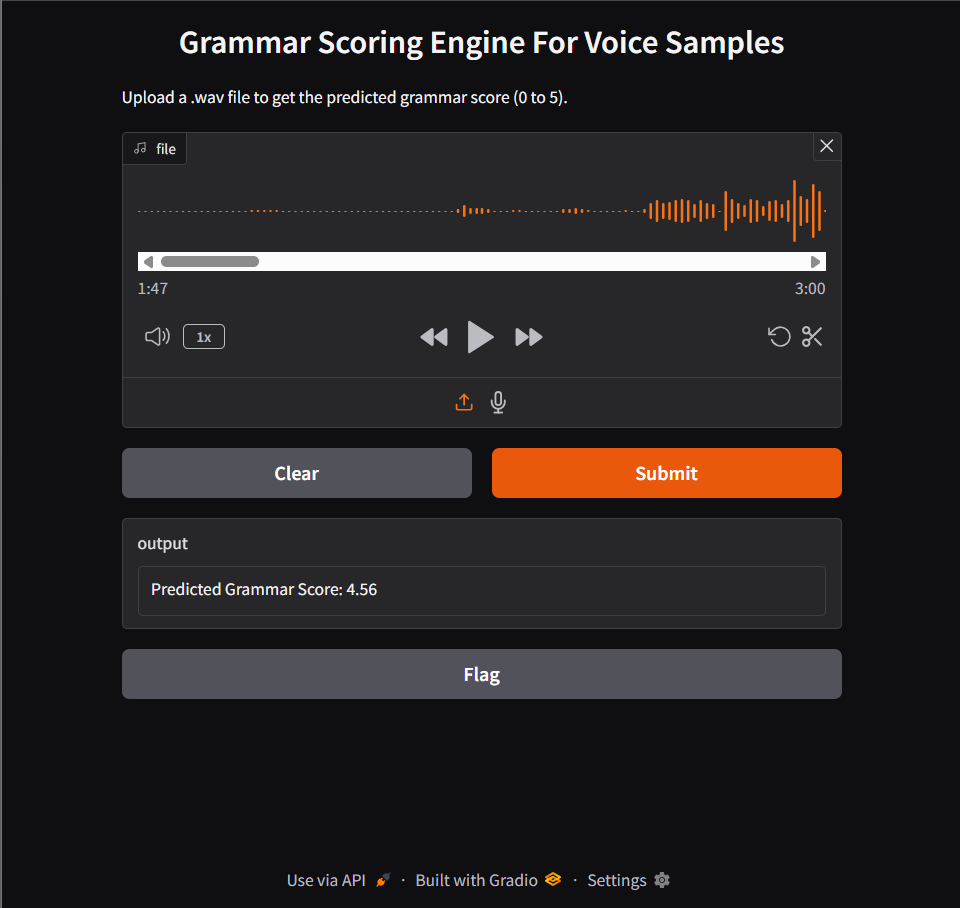 Grammar Scoring Engine For Voice Samples
Upload a .wav file to get the predicted grammar score (0 to 5).
file
1:47
3:00
1x
Clear
Submit
output
Predicted Grammar Score: 4.56
Flag
Use via API · Built with Gradio · Settings